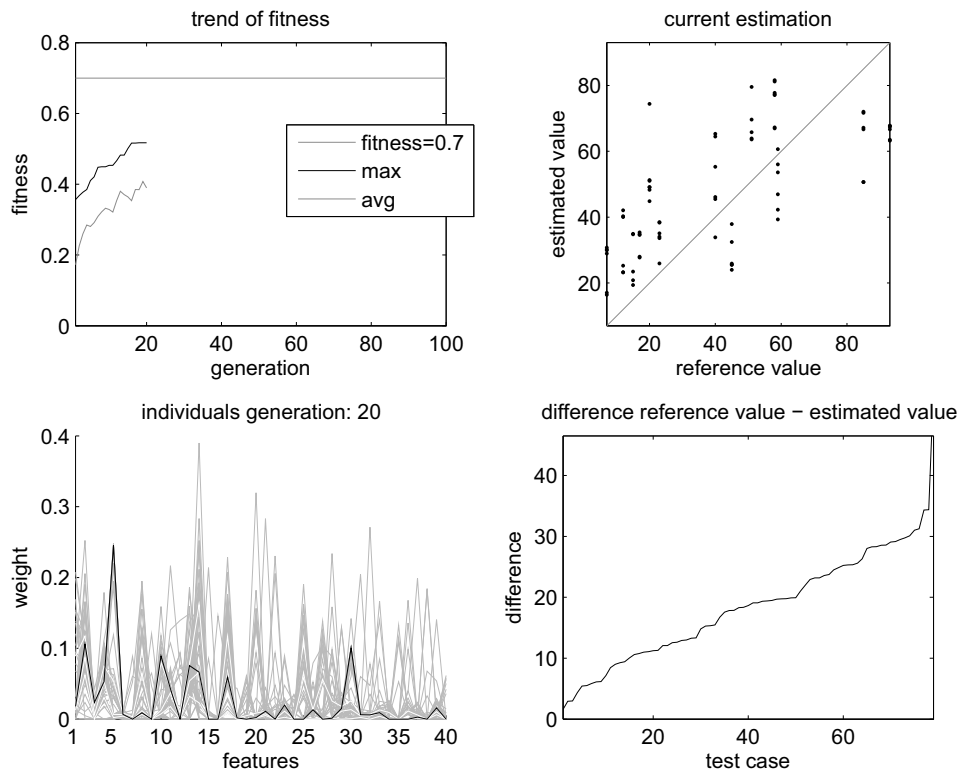 trend of fitness
0.8
0.6
0.4
0.2
0
fitness
20
40
60
80
100
generation
fitness=0.7
max
avg
current estimation
80
60
40
20
estimated value
20
40
60
80
reference value
individuals generation: 20
0.4
0.3
0.2
0.1
0
weight
1
5
10
15
20
25
30
35
40
features
difference reference value − estimated value
40
30
20
10
0
difference
20
40
60
test case